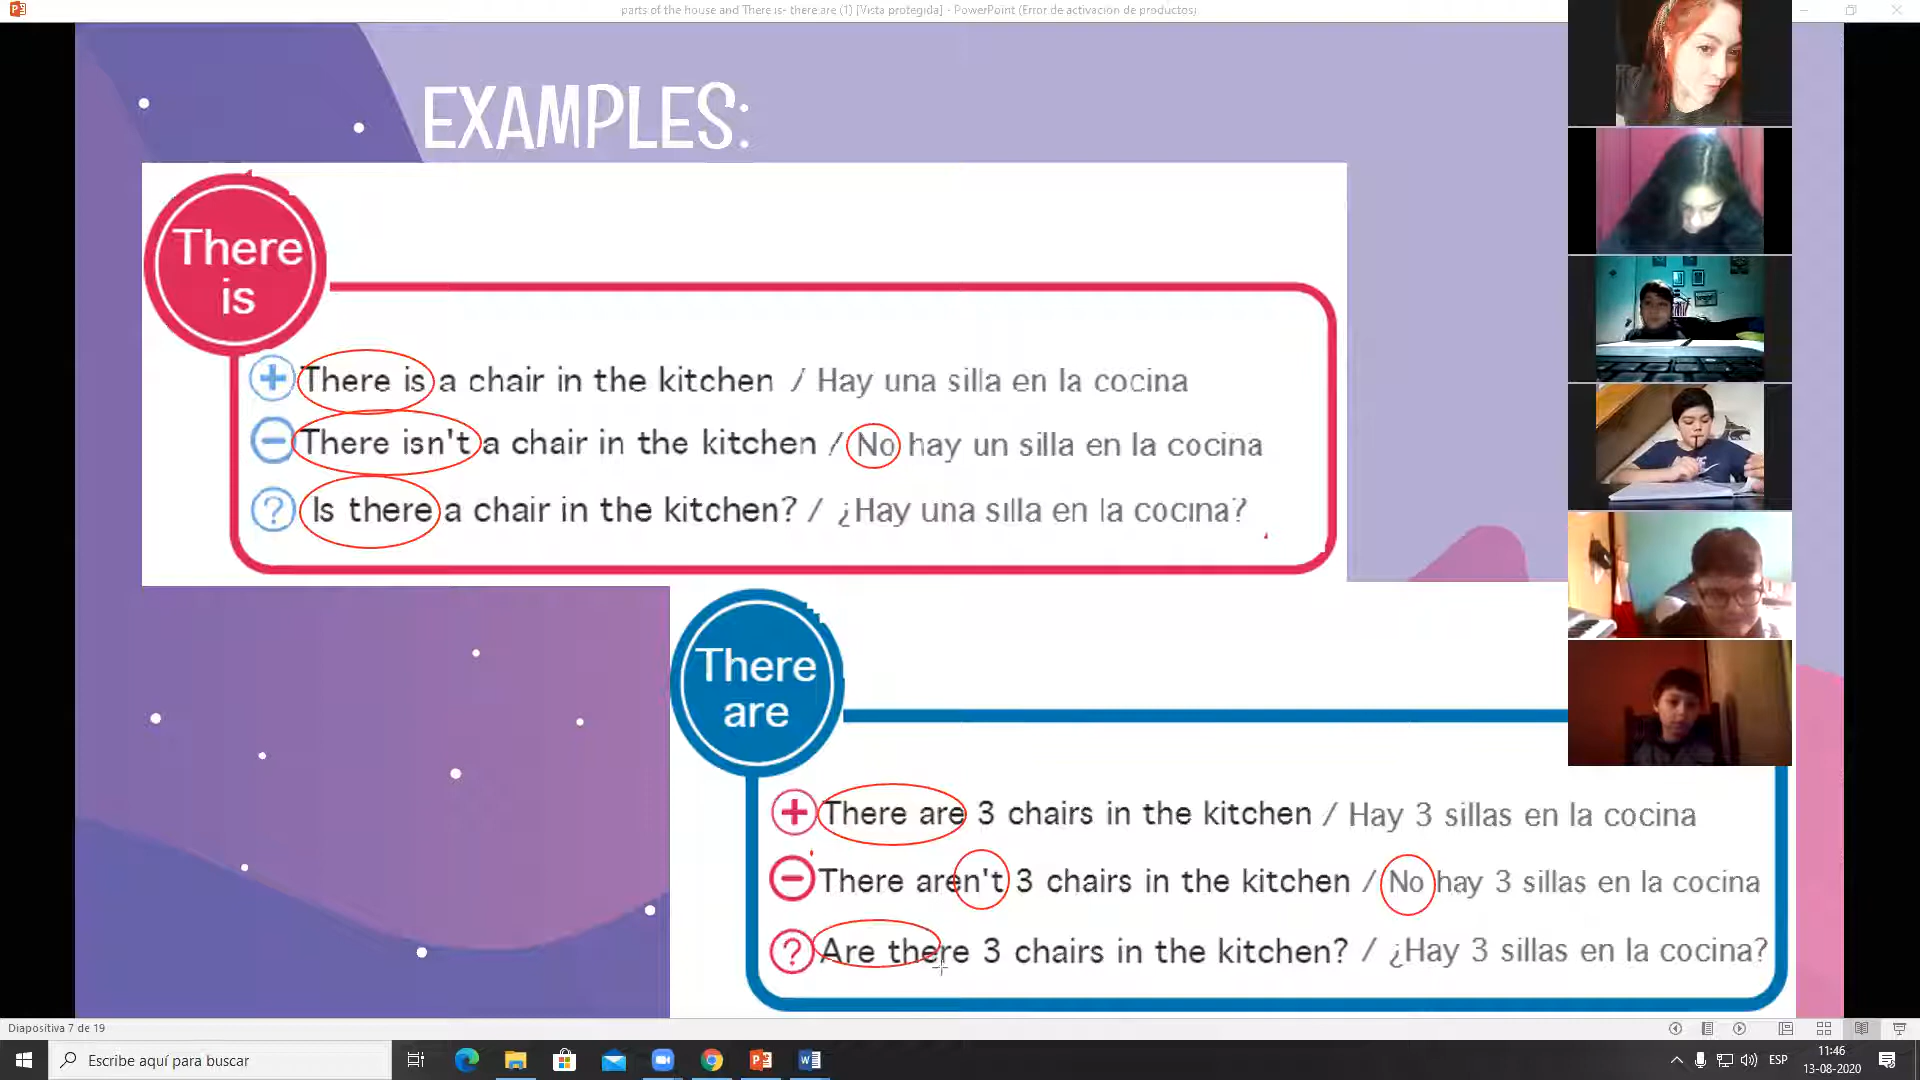 parts of the house and There is- there are (1) [Vista protegida] - PowerPoint (Error de activación de productos)
EXAMPLES:
There
is
There is a chair in the kitchen / Hay una silla en la cocina
There isn't a chair in the kitchen / No hay un silla en la cocina
? Is there a chair in the kitchen? / ¿Hay una silla en la cocina?
There
are
There are 3 chairs in the kitchen / Hay 3 sillas en la cocina
There aren't 3 chairs in the kitchen / No hay 3 sillas en la cocina
? Are there 3 chairs in the kitchen? / ¿Hay 3 sillas en la cocina?
Diapositiva 7 de 19
Escribe aquí para buscar
ESP
11:46
13-08-2020